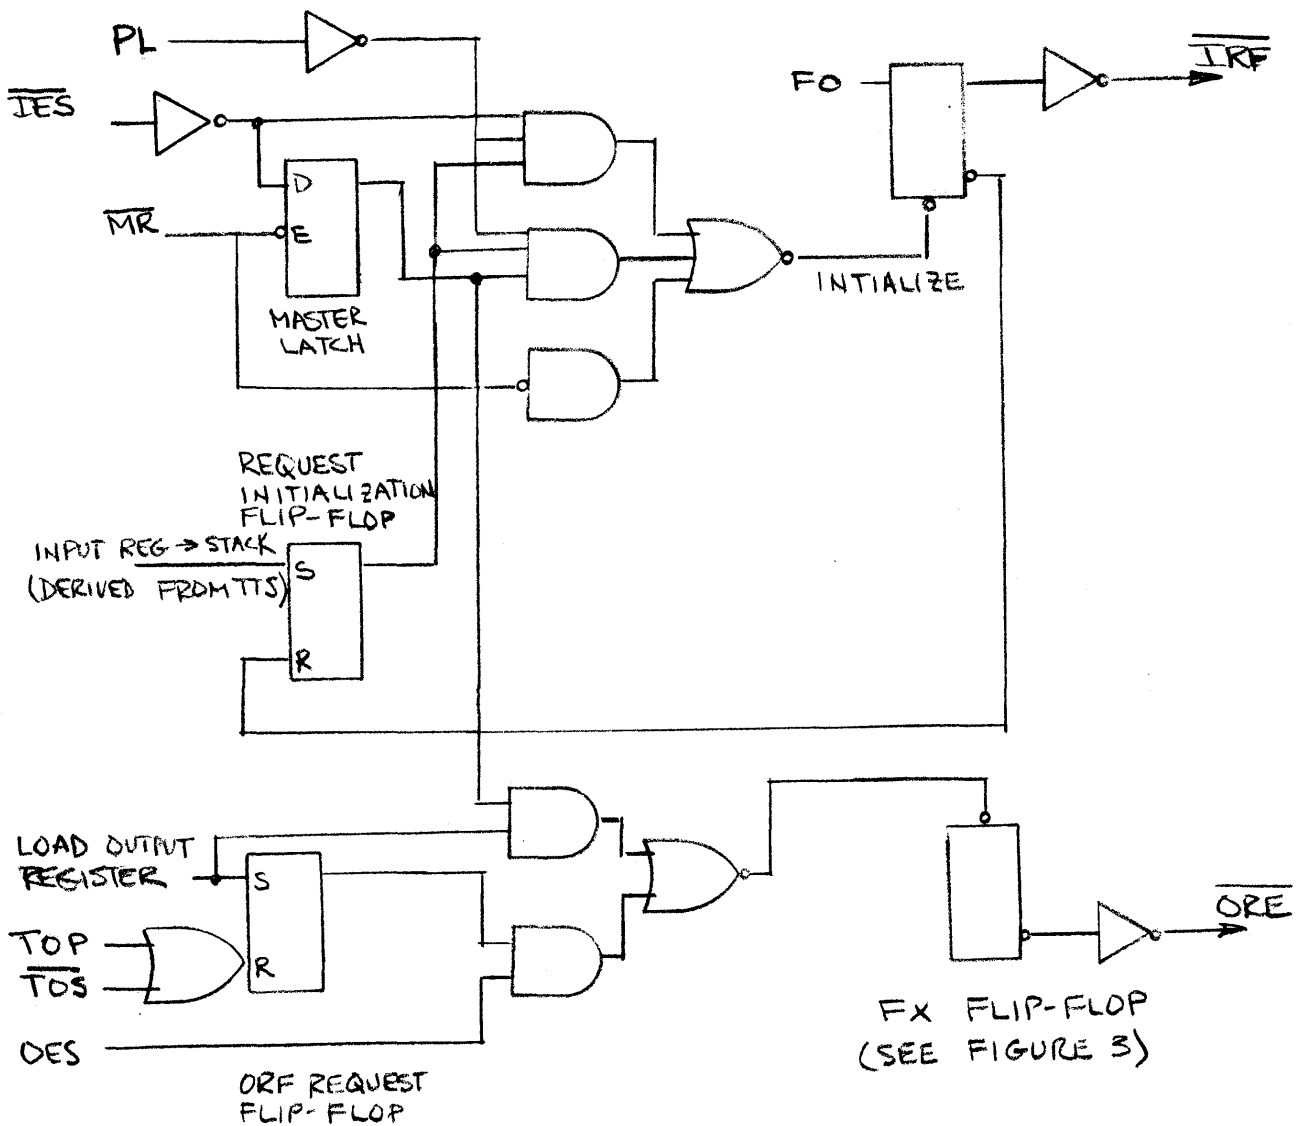 PL
FO
IRF
IES
D
MR
E
MASTER
LATCH
INTIALIZE
REQUEST
INITIALIZATION
FLIP-FLOP
INPUT REG → STACK
(DERIVED FROM TTS)
S
R
LOAD OUTPUT
REGISTER
S
TOP
TOS
R
OES
ORE
FX FLIP-FLOP
(SEE FIGURE 3)
ORF REQUEST
FLIP-FLOP